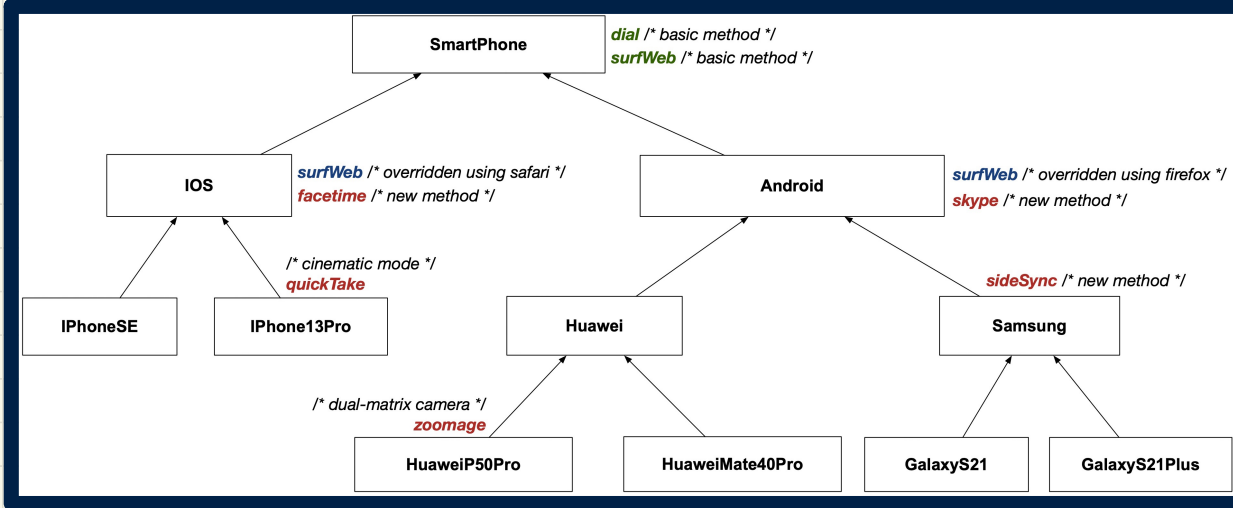 SmartPhone
dial /* basic method */
surfWeb /* basic method */
IOS
surfWeb /* overridden using safari */
facetime /* new method */
Android
surfWeb /* overridden using firefox */
skype /* new method */
/* cinematic mode */
quickTake
sideSync /* new method */
IPhoneSE
IPhone13Pro
Huawei
Samsung
/* dual-matrix camera */
zoomage
HuaweiP50Pro
HuaweiMate40Pro
GalaxyS21
GalaxyS21Plus